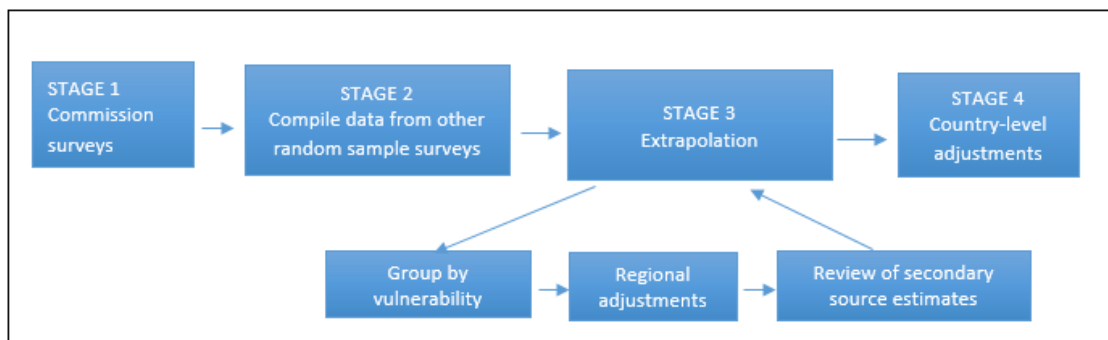 STAGE 1
Commission
surveys
STAGE 2
Compile data from other
random sample surveys
STAGE 3
Extrapolation
STAGE 4
Country-level
adjustments
Group by
vulnerability
Regional
adjustments
Review of secondary
source estimates